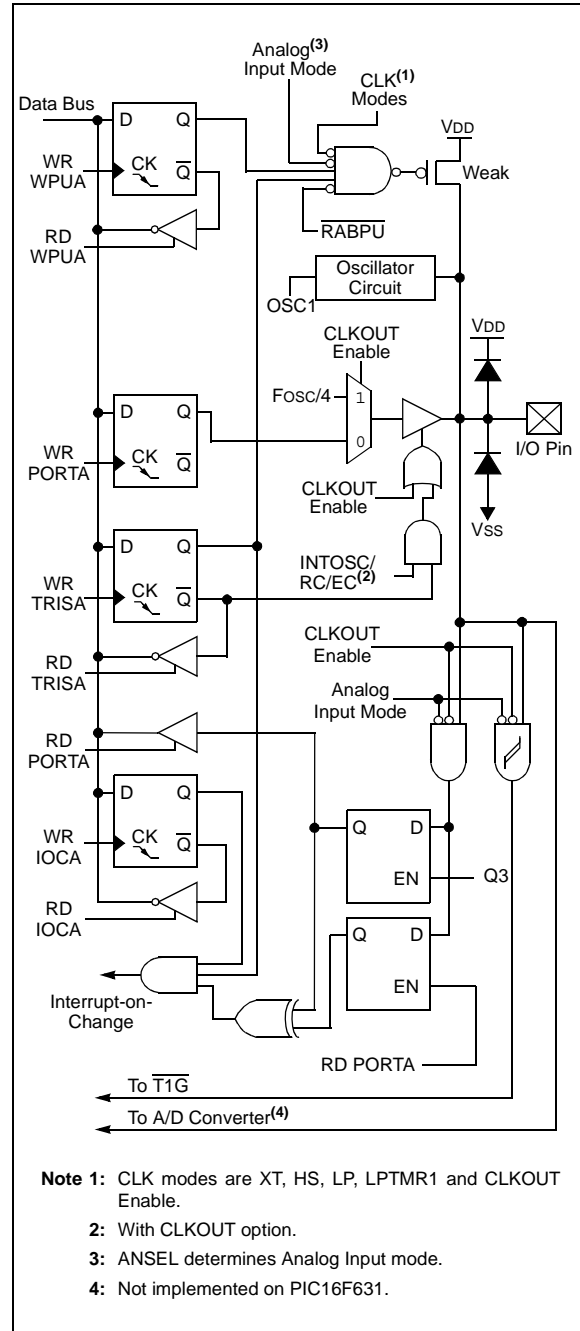 Analog(3)
Input Mode
CLK(1)
Modes
Data Bus
D Q
VDD
WR
WPUA
CK
Q
Weak
RD
WPUA
RABPU
Oscillator
Circuit
OSC1
CLKOUT
Enable
VDD
FOSC/4
1
D Q
0
I/O Pin
WR
PORTA
CK
Q
CLKOUT
Enable
VSS
D Q
INTOSC/
RC/EC(2)
WR
TRISA
CK
Q
CLKOUT
Enable
RD
TRISA
Analog
Input Mode
RD
PORTA
D Q
Q D
WR
IOCA
CK
Q
EN
Q3
RD
IOCA
Q D
EN
Interrupt-on-
Change
RD PORTA
To T1G
To A/D Converter(4)
Note 1: CLK modes are XT, HS, LP, LPTMR1 and CLKOUT
Enable.
2: With CLKOUT option.
3: ANSEL determines Analog Input mode.
4: Not implemented on PIC16F631.